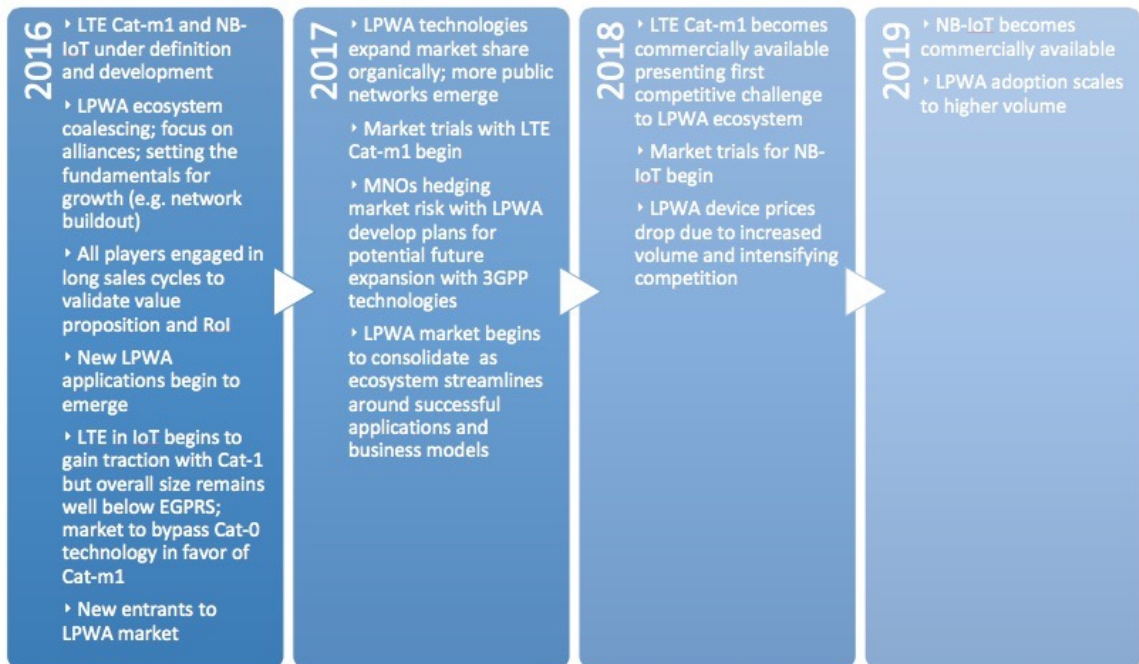 2016
‣ LTE Cat-m1 and NB-
IoT under definition
and development
‣ LPWA ecosystem
coalescing; focus on
alliances; setting the
fundamentals for
growth (e.g. network
buildout)
‣ All players engaged in
long sales cycles to
validate value
proposition and RoI
‣ New LPWA
applications begin to
emerge
‣ LTE in IoT begins to
gain traction with Cat-1
but overall size remains
well below EGPRS;
market to bypass Cat-0
technology in favor of
Cat-m1
‣ New entrants to
LPWA market
2017
‣ LPWA technologies
expand market share
organically; more public
networks emerge
‣ Market trials with LTE
Cat-m1 begin
‣ MNOs hedging
market risk with LPWA
develop plans for
potential future
expansion with 3GPP
technologies
‣ LPWA market begins
to consolidate as
ecosystem streamlines
around successful
applications and
business models
2018
‣ LTE Cat-m1 becomes
commercially available
presenting first
competitive challenge
to LPWA ecosystem
‣ Market trials for NB-
IoT begin
‣ LPWA device prices
drop due to increased
volume and intensifying
competition
2019
‣ NB-IoT becomes
commercially available
‣ LPWA adoption scales
to higher volume